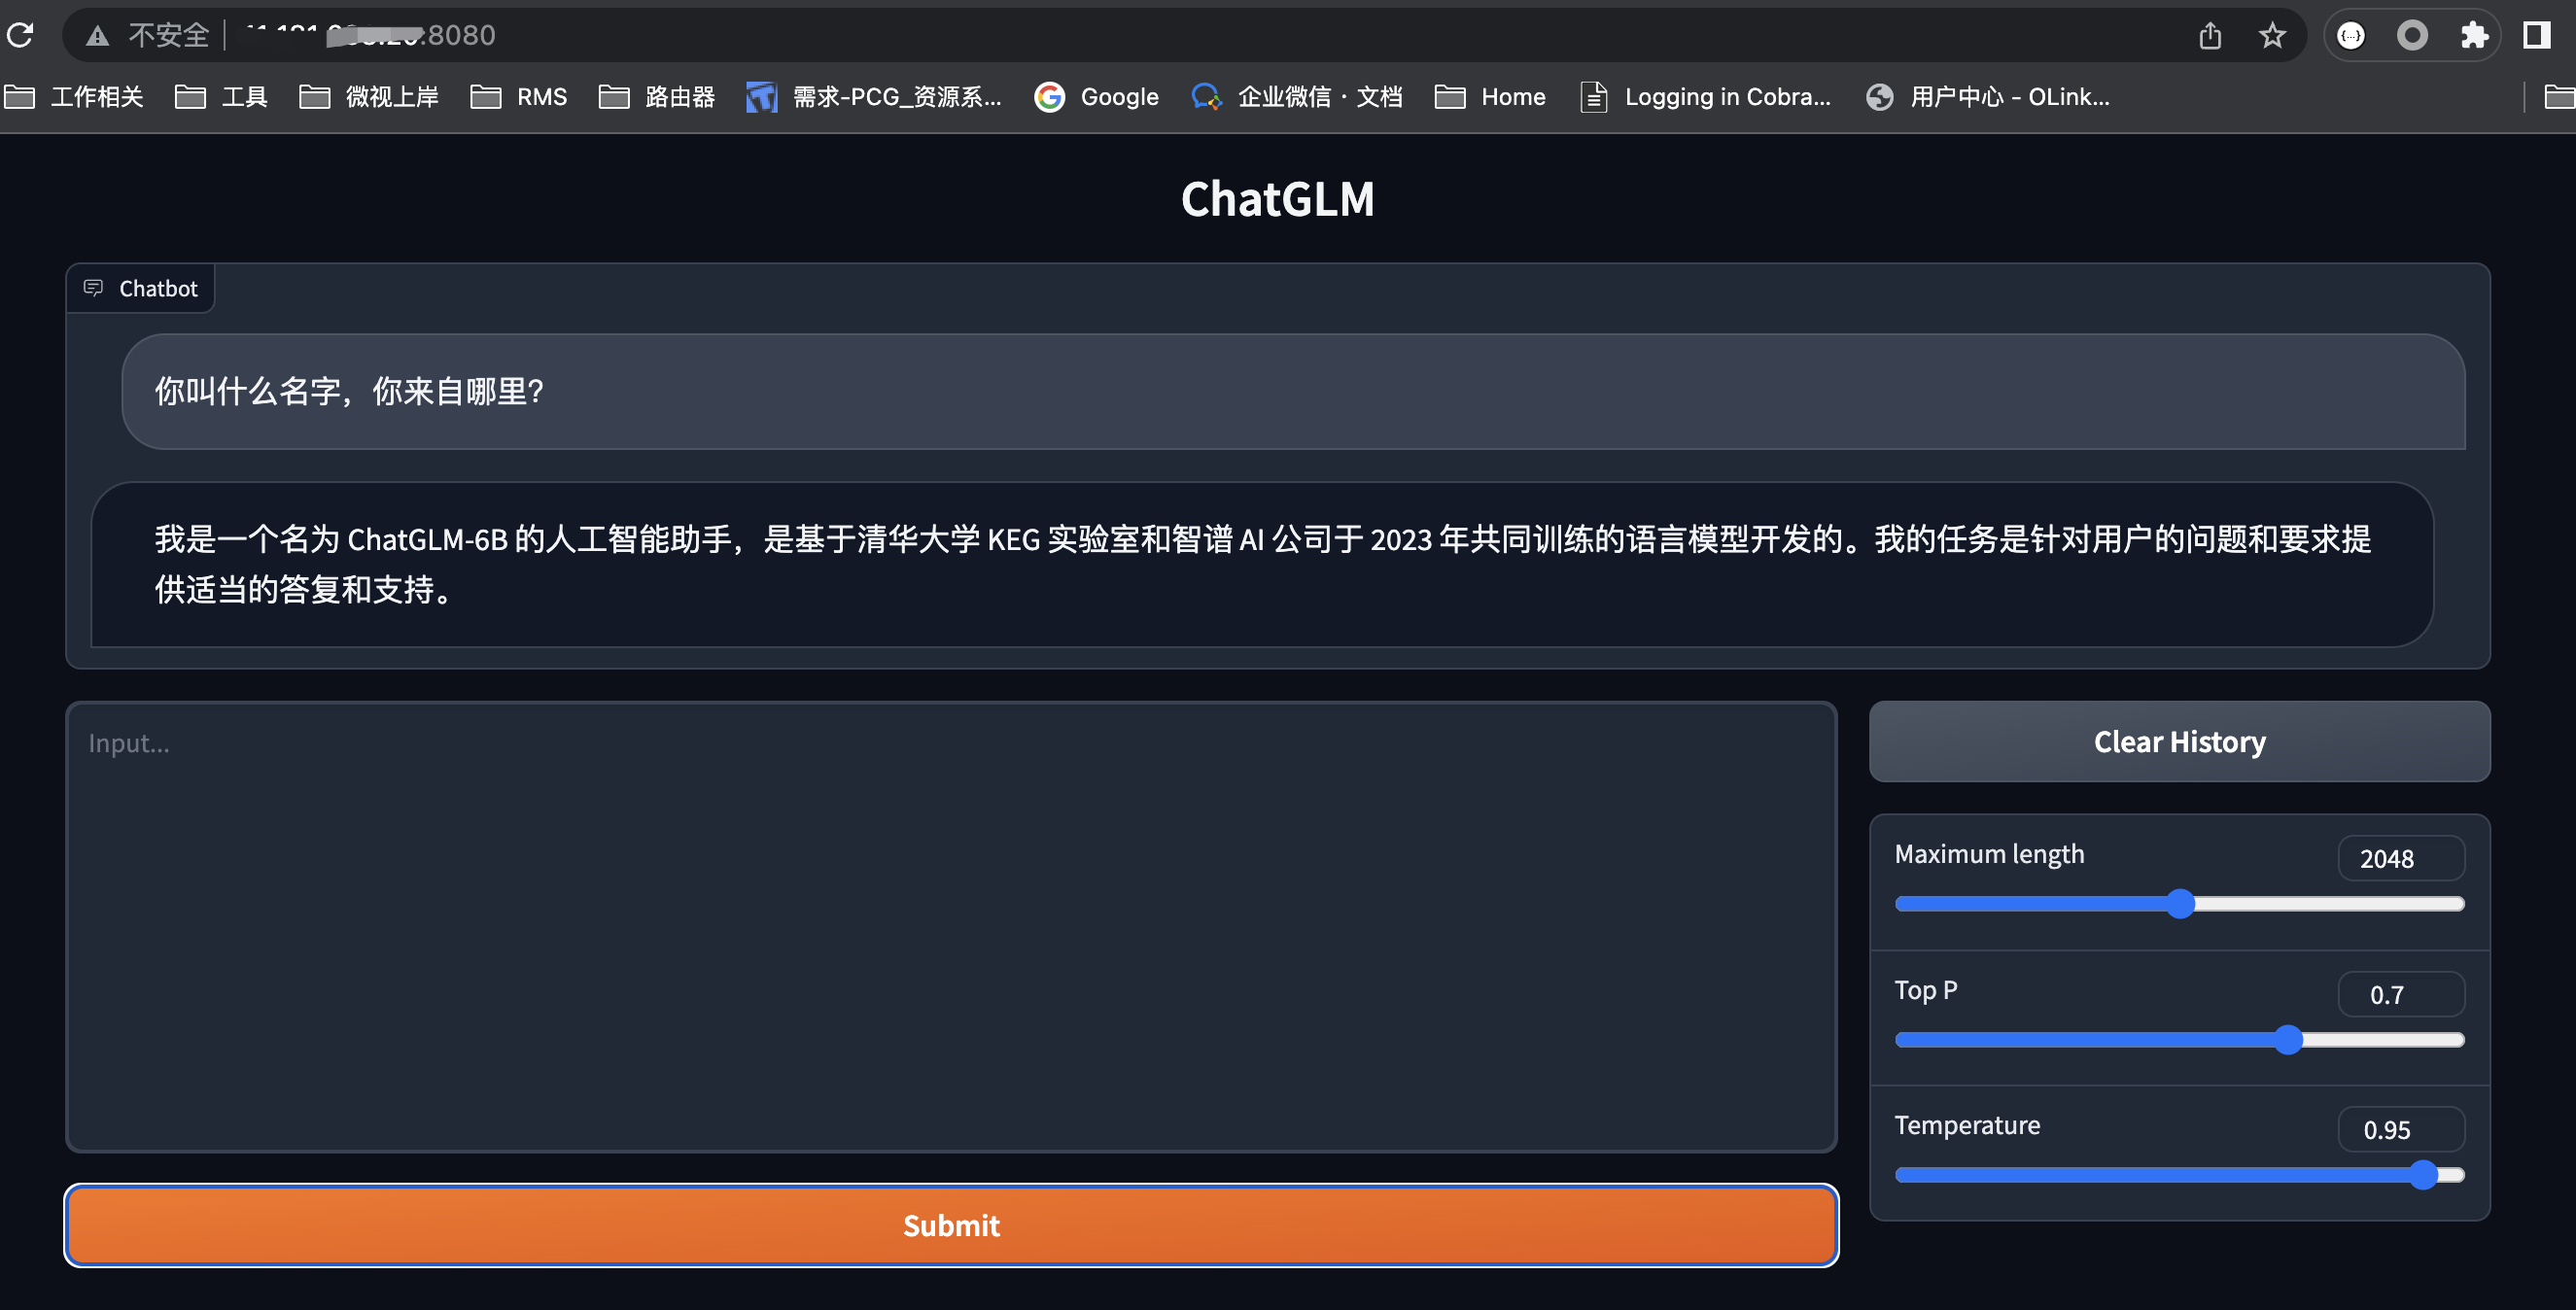 不安全 :8080
工作相关 工具 微视上岸 RMS 路由器 需求-PCG_资源系... Google 企业微信 · 文档 Home Logging in Cobra... 用户中心 - OLink...
ChatGLM
Chatbot
你叫什么名字，你来自哪里？
我是一个名为 ChatGLM-6B 的人工智能助手，是基于清华大学 KEG 实验室和智谱 AI 公司于 2023 年共同训练的语言模型开发的。我的任务是针对用户的问题和要求提
供适当的答复和支持。
Input...
Submit
Clear History
Maximum length 2048
Top P 0.7
Temperature 0.95